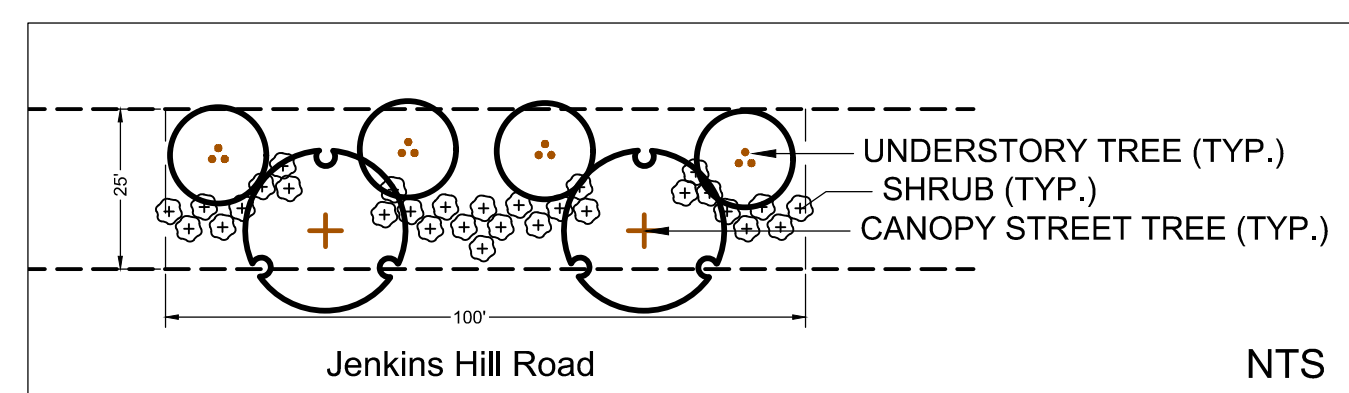 UNDERSTORY TREE (TYP.)
SHRUB (TYP.)
CANOPY STREET TREE (TYP.)
25'
100'
Jenkins Hill Road
NTS